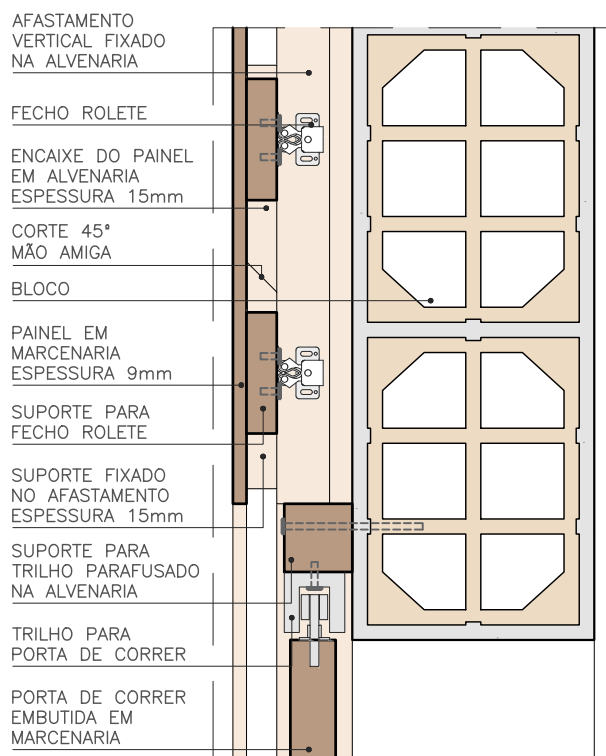 AFASTAMENTO
VERTICAL FIXADO
NA ALVENARIA
FECHO ROLETE
ENCAIXE DO PAINEL
EM ALVENARIA
ESPESSURA 15mm
CORTE 45°
MÃO AMIGA
BLOCO
PAINEL EM
MARCENARIA
ESPESSURA 9mm
SUPORTE PARA
FECHO ROLETE
SUPORTE FIXADO
NO AFASTAMENTO
ESPESSURA 15mm
SUPORTE PARA
TRILHO PARAFUSADO
NA ALVENARIA
TRILHO PARA
PORTA DE CORRER
PORTA DE CORRER
EMBUTIDA EM
MARCENARIA